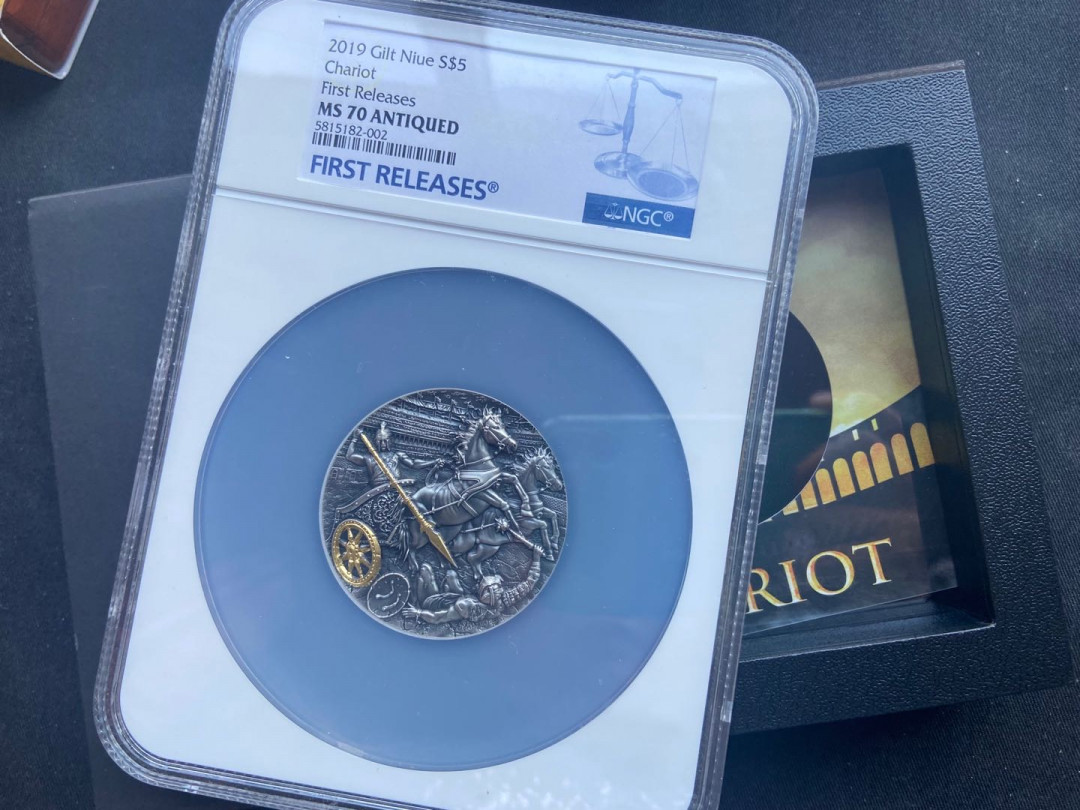 2019 Gilt Niue S$5
Chariot
First Releases
MS 70 ANTIQUED
5815182-002
FIRST RELEASES®
NGC®
RIOT